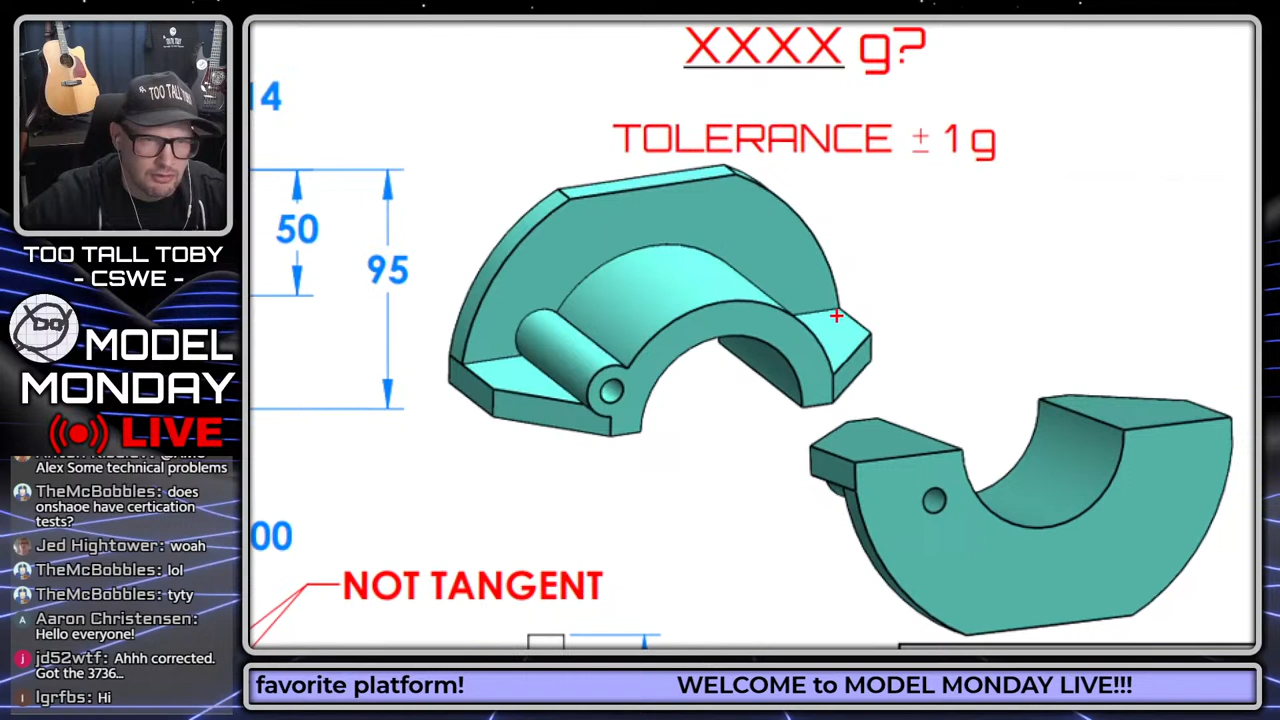 XXXX g?
TOLERANCE ± 1 g
14
50
95
00
NOT TANGENT
TOO TALL TOBY
- CSWE -
MODEL
MONDAY
LIVE
Alex Some technical problems
TheMcBobbles: does
onshaoe have certication
tests?
Jed Hightower: woah
TheMcBobbles: lol
TheMcBobbles: tyty
Aaron Christensen:
Hello everyone!
jd52wtf: Ahhh corrected.
Got the 3736...
lgrfbs: Hi
favorite platform!
WELCOME to MODEL MONDAY LIVE!!!